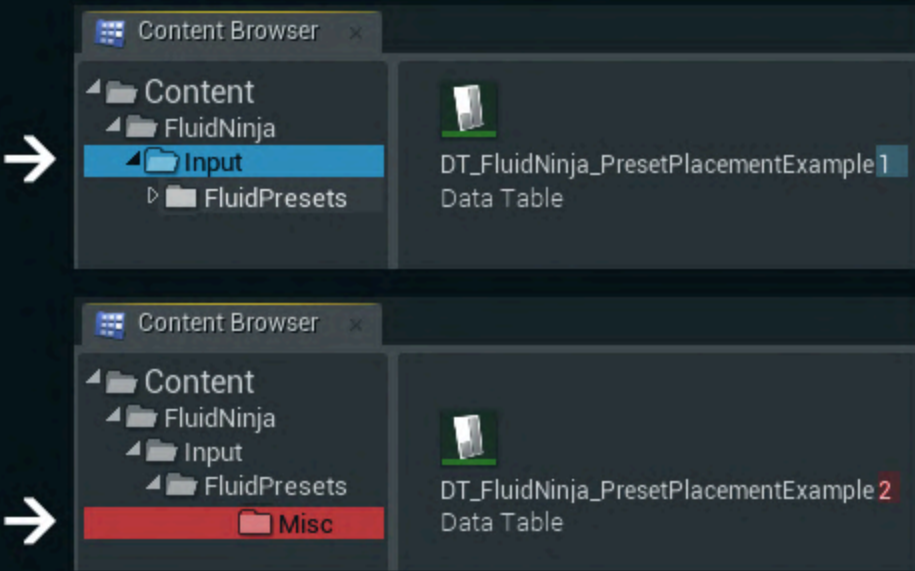 Content Browser
Content
FluidNinja
Input
FluidPresets
DT_FluidNinja_PresetPlacementExample1
Data Table
Content Browser
Content
FluidNinja
Input
FluidPresets
Misc
DT_FluidNinja_PresetPlacementExample2
Data Table